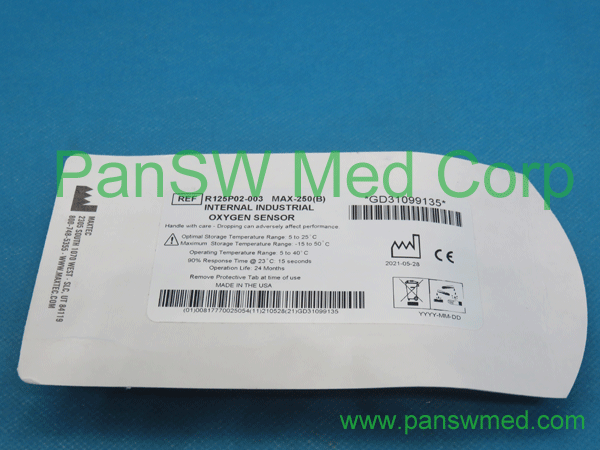 PanSW Med Corp
REF R125P02-003 MAX-250(B)
INTERNAL INDUSTRIAL
OXYGEN SENSOR
Handle with care - Dropping can adversely affect performance.
Optimal Storage Temperature Range 5 to 25˚C
Maximum Storage Temperature Range -15 to 50˚C
Operating Temperature Range 5 to 40˚C
90% Response Time @ 23˚C 15 seconds
Operation Life 24 Months
Remove Protective Tab at time of use
MADE IN THE USA
(01)00817770025054(11)210528(21)GD31099135
*GD31099135*
2021-05-28
CE
YYYY-MM-DD
MAXTEC
2305 SOUTH 1070 WEST - SLC, UT 84119
800-748-5355 - WWW.MAXTEC.COM
www.panswmed.com